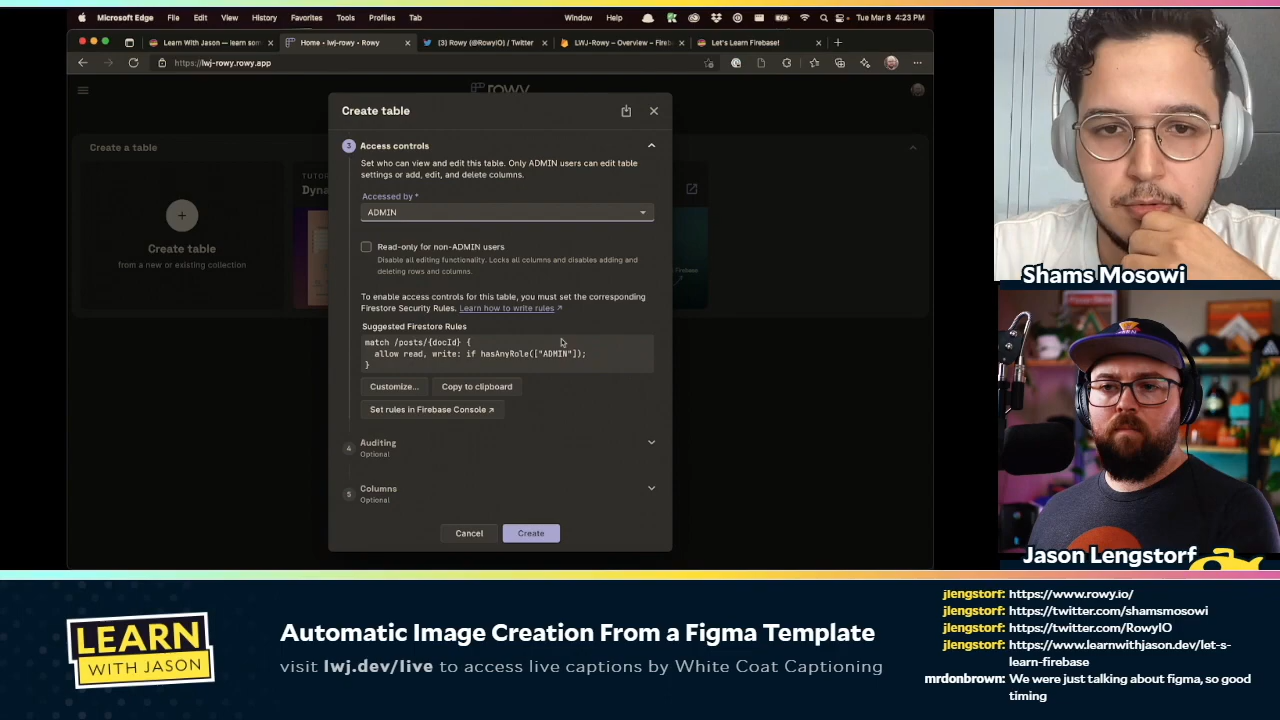 Microsoft Edge File Edit View History Favorites Tools Profiles Tab Window Help Tue Mar 8 4:23 PM
Learn With Jason — learn som Home • lwj-rowy • Rowy (3) Rowy (@RowyIO) / Twitter LWJ-Rowy – Overview – Fireb Let's Learn Firebase!
https://lwj-rowy.rowy.app
rowy
Create a table
Create table
from a new or existing collection
TUTOR
Dyna
Firebase
Create table
3 Access controls
Set who can view and edit this table. Only ADMIN users can edit table
settings or add, edit, and delete columns.
Accessed by *
ADMIN
Read-only for non-ADMIN users
Disable all editing functionality. Locks all columns and disables adding and
deleting rows and columns.
To enable access controls for this table, you must set the corresponding
Firestore Security Rules. Learn how to write rules
Suggested Firestore Rules
match /posts/{docId} {
allow read, write: if hasAnyRole(["ADMIN"]);
}
Customize... Copy to clipboard
Set rules in Firebase Console
4 Auditing
Optional
5 Columns
Optional
Cancel Create
Shams Mosowi
Jason Lengstorf
LEARN
WITH JASON
Automatic Image Creation From a Figma Template
visit lwj.dev/live to access live captions by White Coat Captioning
jlengstorf: https://www.rowy.io/
jlengstorf: https://twitter.com/shamsmosowi
jlengstorf: https://twitter.com/RowyIO
jlengstorf: https://www.learnwithjason.dev/let-s-
learn-firebase
mrdonbrown: We were just talking about figma, so good
timing